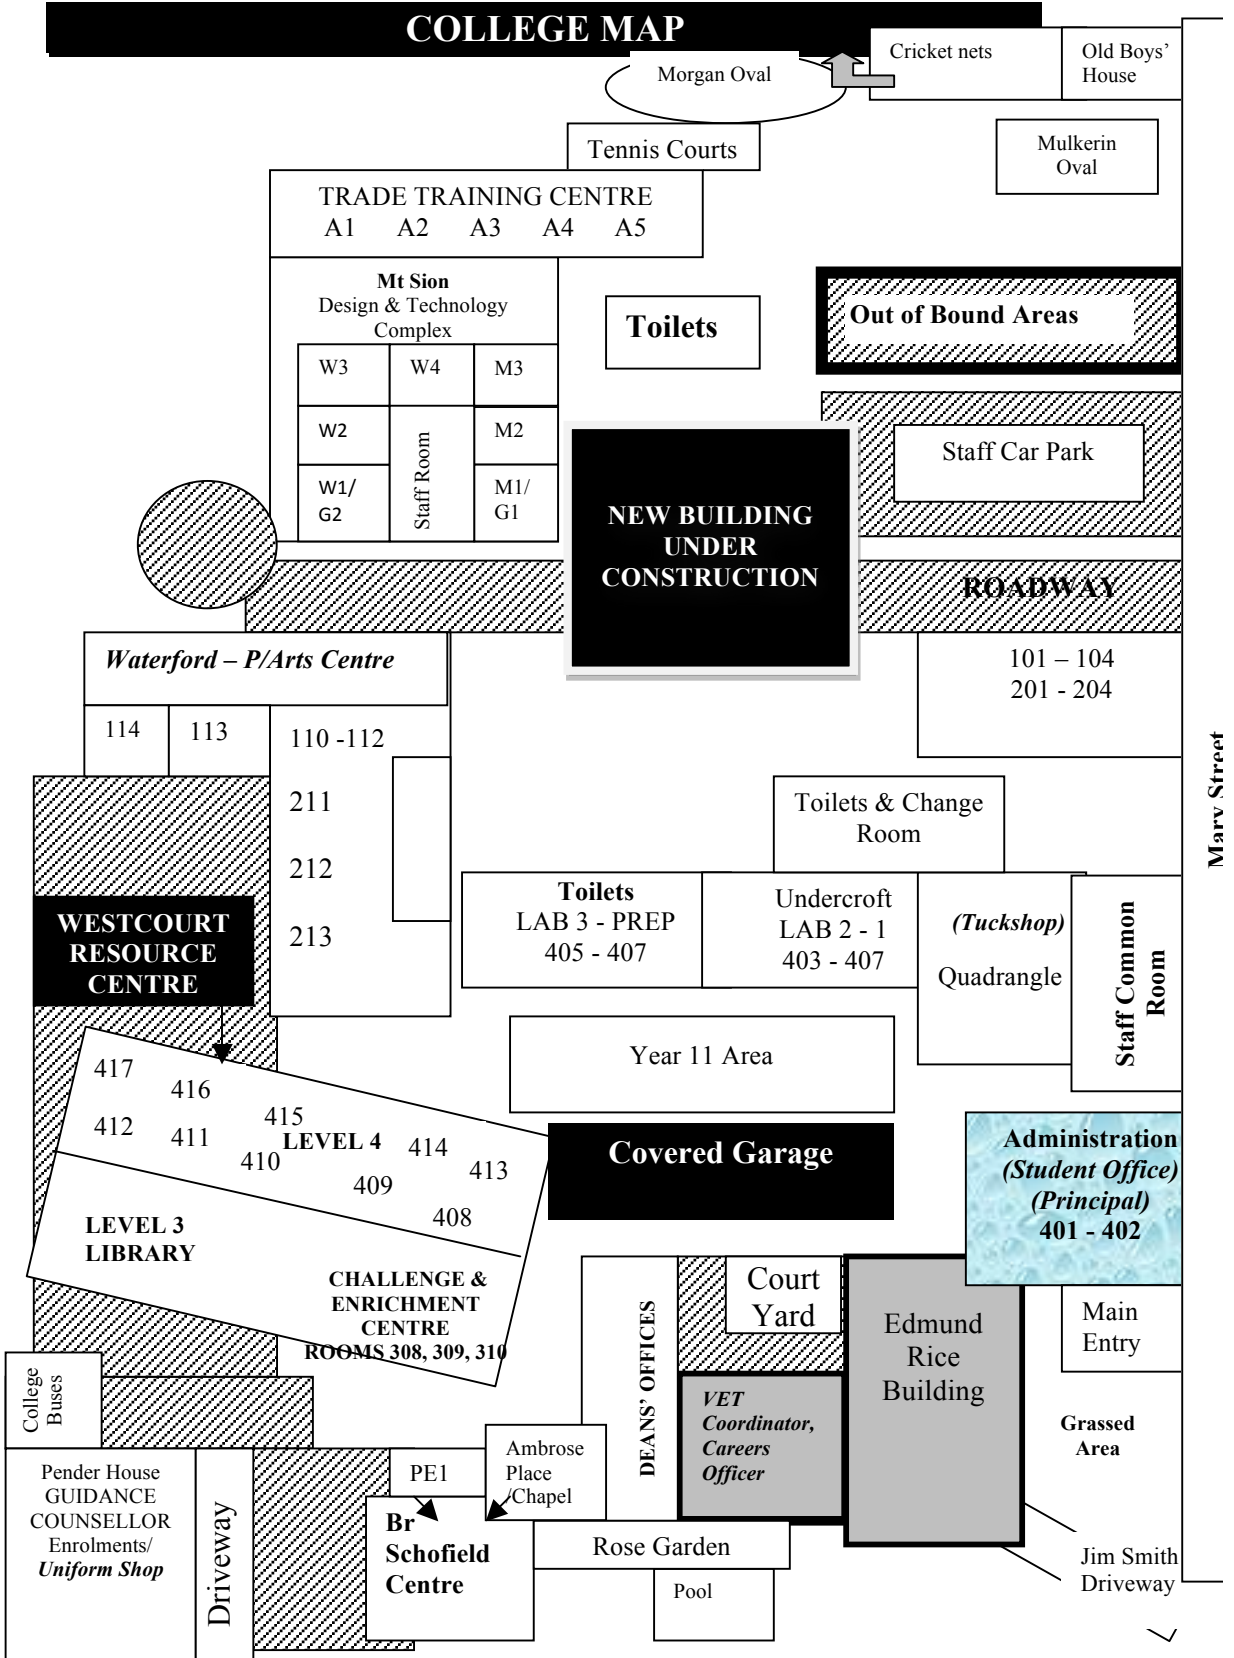 COLLEGE MAP
Cricket nets
Old Boys’
House
Morgan Oval
Tennis Courts
Mulkerin
Oval
TRADE TRAINING CENTRE
A1 A2 A3 A4 A5
Mt Sion
Design & Technology
Complex
Toilets
Out of Bound Areas
W3 W4 M3
W2 M2
Staff Room
W1/
G2
M1/
G1
Staff Car Park
NEW BUILDING
UNDER
CONSTRUCTION
ROADWAY
Waterford – P/Arts Centre
101 – 104
201 - 204
114 113
110 -112
211
212
213
Mary Street
Toilets & Change
Room
Toilets
LAB 3 - PREP
405 - 407
Undercroft
LAB 2 - 1
403 - 407
(Tuckshop)
Quadrangle
Staff Common
Room
WESTCOURT
RESOURCE
CENTRE
Year 11 Area
417
416
415
414
413
412
411
410
409
408
LEVEL 4
Covered Garage
Administration
(Student Office)
(Principal)
401 - 402
LEVEL 3
LIBRARY
CHALLENGE &
ENRICHMENT
CENTRE
ROOMS 308, 309, 310
DEANS’ OFFICES
Court
Yard
Edmund
Rice
Building
Main
Entry
College
Buses
VET
Coordinator,
Careers
Officer
Grassed
Area
Pender House
GUIDANCE
COUNSELLOR
Enrolments/
Uniform Shop
Driveway
PE1
Ambrose
Place
/Chapel
Br
Schofield
Centre
Rose Garden
Pool
Jim Smith
Driveway